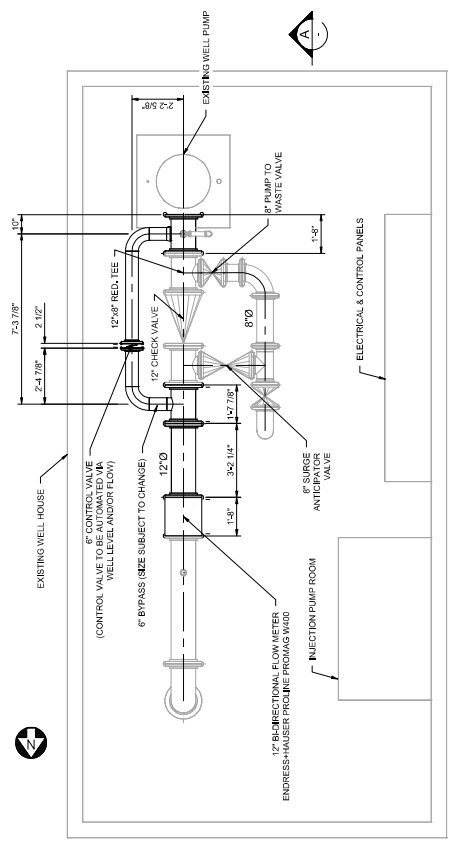 A
-
EXISTING WELL PUMP
2'-2 5/8"
10"
7'-3 7/8"
2 1/2"
2'-4 7/8"
12"x8" RED. TEE
12" CHECK VALVE
8" PUMP TO
WASTE VALVE
1'-8"
8"Ø
ELECTRICAL & CONTROL PANELS
EXISTING WELL HOUSE
6" CONTROL VALVE
(CONTROL VALVE TO BE AUTOMATED VIA
WELL LEVEL AND/OR FLOW)
6" BYPASS (SIZE SUBJECT TO CHANGE)
12"Ø
1'-7 7/8"
3'-2 1/4"
1'-8"
8" SURGE
ANTICIPATOR
VALVE
12" BI-DIRECTIONAL FLOW METER
ENDRESS+HAUSER PROLINE PROMAG W400
INJECTION PUMP ROOM
N